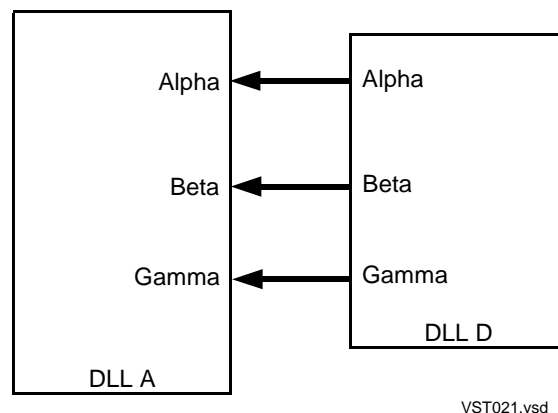 Alpha Alpha
Beta Beta
Gamma Gamma
DLL D
DLL A
VST021.vsd